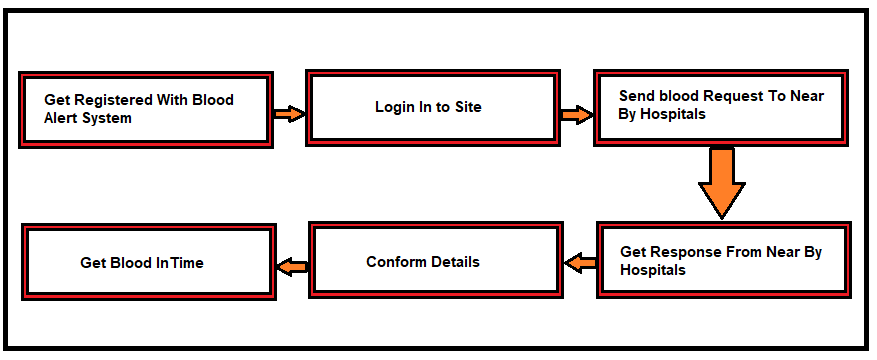 Get Registered With Blood
Alert System
Login In to Site
Send blood Request To Near
By Hospitals
Get Response From Near By
Hospitals
Conform Details
Get Blood InTime